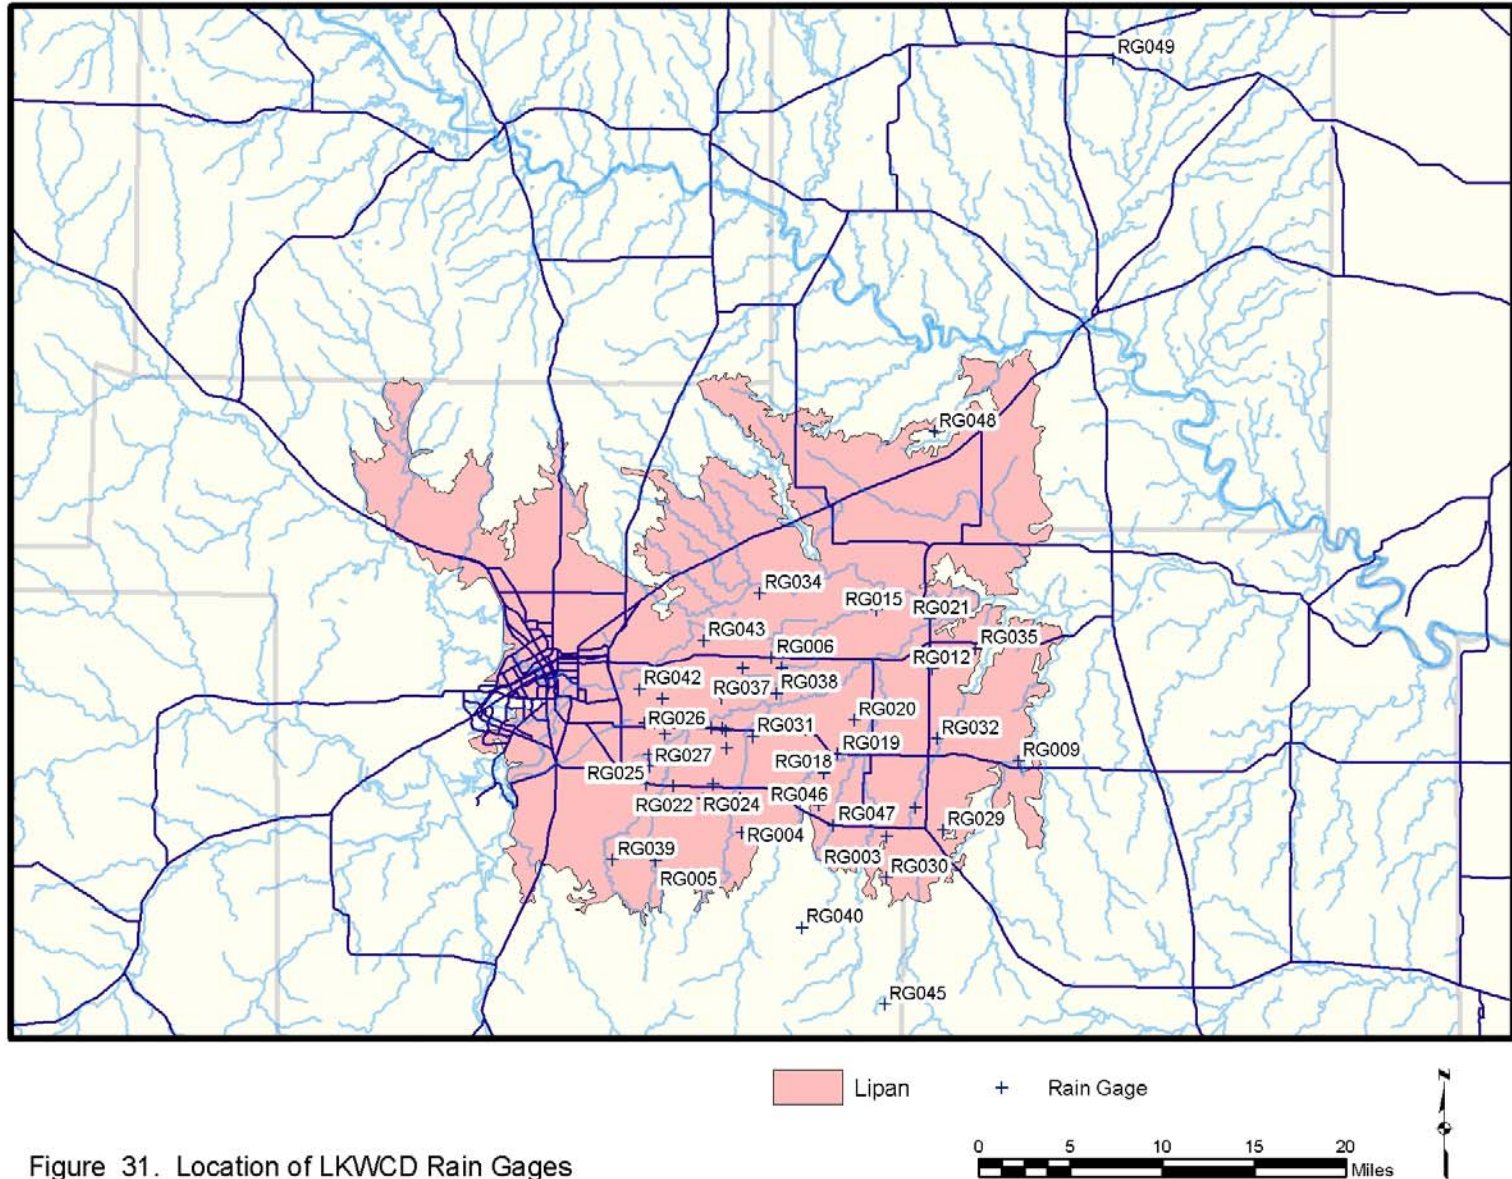 RG049
RG048
RG034
RG015
RG021
RG043
RG035
RG006
RG012
RG042
RG037
RG038
RG020
RG026
RG031
RG032
RG019
RG009
RG027
RG018
RG025
RG046
RG022
RG024
RG047
RG029
RG004
RG039
RG003
RG030
RG005
RG040
RG045
Lipan
Rain Gage
N
0 5 10 15 20
Miles
Figure 31. Location of LKWCD Rain Gages